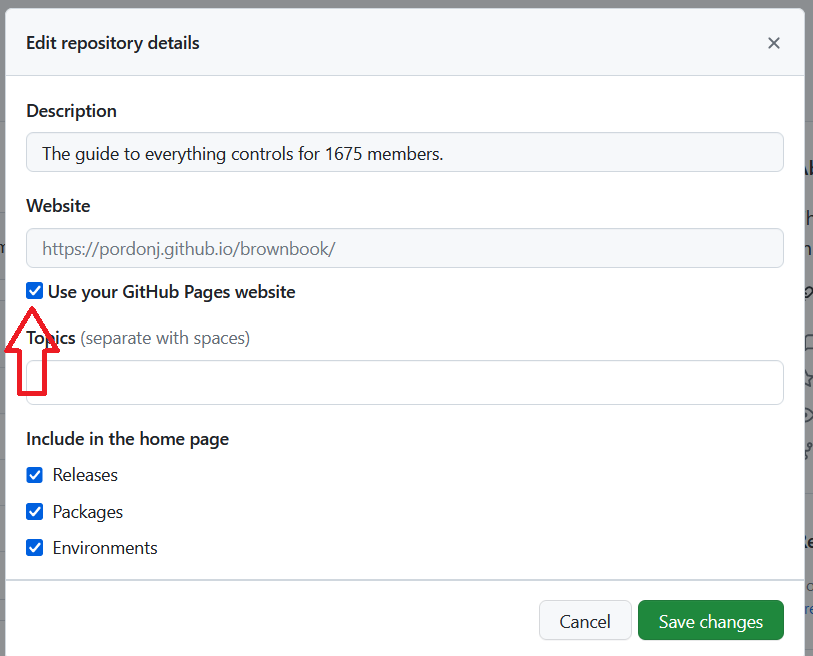 Edit repository details
Description
The guide to everything controls for 1675 members.
Website
https://pordonj.github.io/brownbook/
Use your GitHub Pages website
Topics (separate with spaces)
Include in the home page
Releases
Packages
Environments
Cancel
Save changes